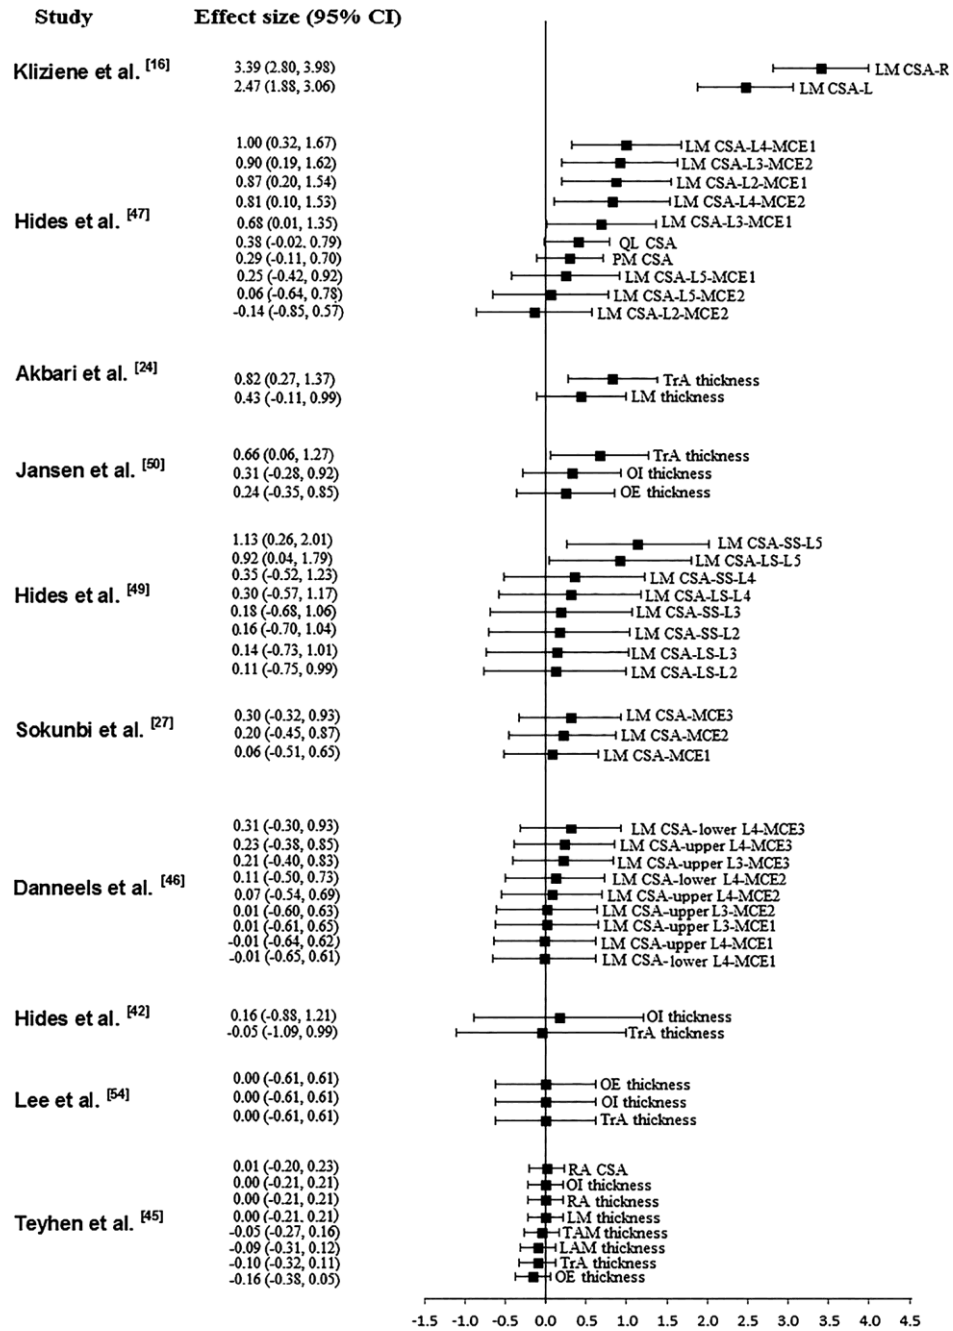 Study Effect size (95% CI)
Kliziene et al. [16]
3.39 (2.80, 3.98) LM CSA-R
2.47 (1.88, 3.06) LM CSA-L
Hides et al. [47]
1.00 (0.32, 1.67) LM CSA-L4-MCE1
0.90 (0.19, 1.62) LM CSA-L3-MCE2
0.87 (0.20, 1.54) LM CSA-L2-MCE1
0.81 (0.10, 1.53) LM CSA-L4-MCE2
0.68 (0.01, 1.35) LM CSA-L3-MCE1
0.38 (-0.02, 0.79) QL CSA
0.29 (-0.11, 0.70) PM CSA
0.25 (-0.42, 0.92) LM CSA-L5-MCE1
0.06 (-0.64, 0.78) LM CSA-L5-MCE2
-0.14 (-0.85, 0.57) LM CSA-L2-MCE2
Akbari et al. [24]
0.82 (0.27, 1.37) TrA thickness
0.43 (-0.11, 0.99) LM thickness
Jansen et al. [50]
0.66 (0.06, 1.27) TrA thickness
0.31 (-0.28, 0.92) OI thickness
0.24 (-0.35, 0.85) OE thickness
Hides et al. [49]
1.13 (0.26, 2.01) LM CSA-SS-L5
0.92 (0.04, 1.79) LM CSA-LS-L5
0.35 (-0.52, 1.23) LM CSA-SS-L4
0.30 (-0.57, 1.17) LM CSA-LS-L4
0.18 (-0.68, 1.06) LM CSA-SS-L3
0.16 (-0.70, 1.04) LM CSA-SS-L2
0.14 (-0.73, 1.01) LM CSA-LS-L3
0.11 (-0.75, 0.99) LM CSA-LS-L2
Sokunbi et al. [27]
0.30 (-0.32, 0.93) LM CSA-MCE3
0.20 (-0.45, 0.87) LM CSA-MCE2
0.06 (-0.51, 0.65) LM CSA-MCE1
Danneels et al. [46]
0.31 (-0.30, 0.93) LM CSA-lower L4-MCE3
0.23 (-0.38, 0.85) LM CSA-upper L4-MCE3
0.21 (-0.40, 0.83) LM CSA-upper L3-MCE3
0.11 (-0.50, 0.73) LM CSA-lower L4-MCE2
0.07 (-0.54, 0.69) LM CSA-upper L4-MCE2
0.01 (-0.60, 0.63) LM CSA-upper L3-MCE2
0.01 (-0.61, 0.65) LM CSA-upper L3-MCE1
-0.01 (-0.64, 0.62) LM CSA-upper L4-MCE1
-0.01 (-0.65, 0.61) LM CSA-lower L4-MCE1
Hides et al. [42]
0.16 (-0.88, 1.21) OI thickness
-0.05 (-1.09, 0.99) TrA thickness
Lee et al. [54]
0.00 (-0.61, 0.61) OE thickness
0.00 (-0.61, 0.61) OI thickness
0.00 (-0.61, 0.61) TrA thickness
Teyhen et al. [45]
0.01 (-0.20, 0.23) RA CSA
0.00 (-0.21, 0.21) OI thickness
0.00 (-0.21, 0.21) RA thickness
0.00 (-0.21, 0.21) LM thickness
-0.05 (-0.27, 0.16) TAM thickness
-0.09 (-0.31, 0.12) LAM thickness
-0.10 (-0.32, 0.11) TrA thickness
-0.16 (-0.38, 0.05) OE thickness
-1.5 -1.0 -0.5 0.0 0.5 1.0 1.5 2.0 2.5 3.0 3.5 4.0 4.5